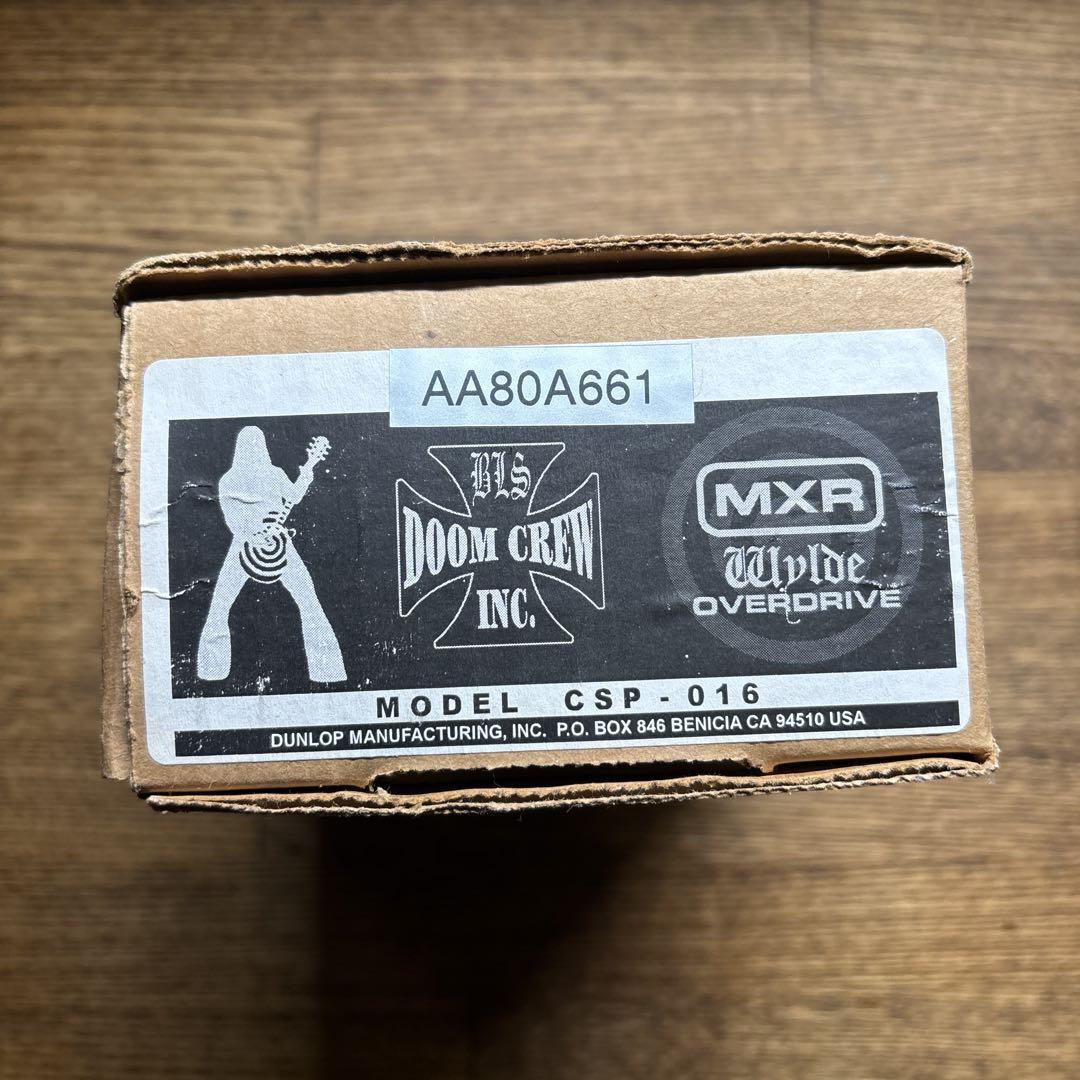 AA80A661
BLS
DOOM CREW
INC.
MXR
Wylde
OVERDRIVE
MODEL CSP-016
DUNLOP MANUFACTURING, INC. P.O. BOX 846 BENICIA CA 94510 USA